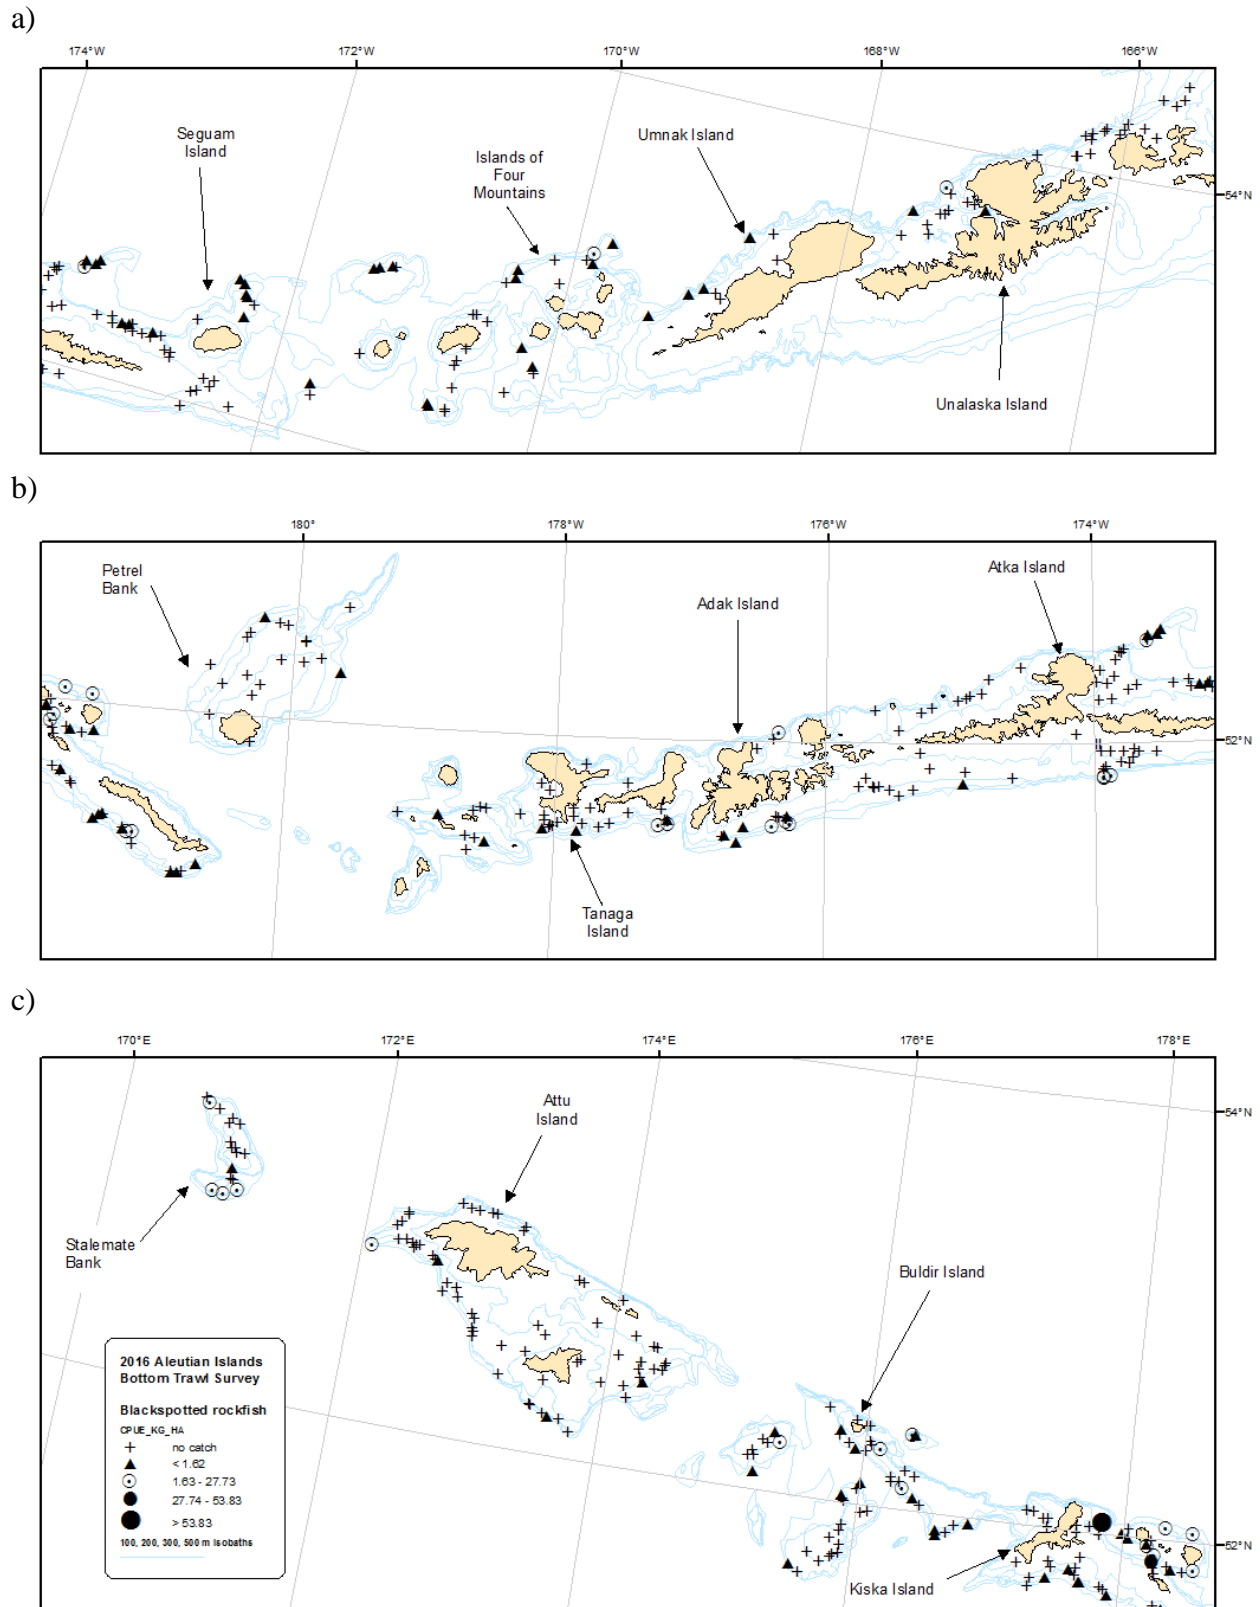 a)
174°W 172°W 170°W 168°W 166°W
Seguam
Island
Islands of
Four
Mountains
Umnak Island
54°N
Unalaska Island
b)
180° 178°W 176°W 174°W
Petrel
Bank
Adak Island
Atka Island
52°N
Tanaga
Island
c)
170°E 172°E 174°E 176°E 178°E
54°N
Attu
Island
Stalemate
Bank
Buldir Island
52°N
Kiska Island
2016 Aleutian Islands
Bottom Trawl Survey
Blackspotted rockfish
CPUE_KG_HA
no catch
< 1.62
1.63 - 27.73
27.74 - 53.83
> 53.83
100, 200, 300, 500 m Isobaths